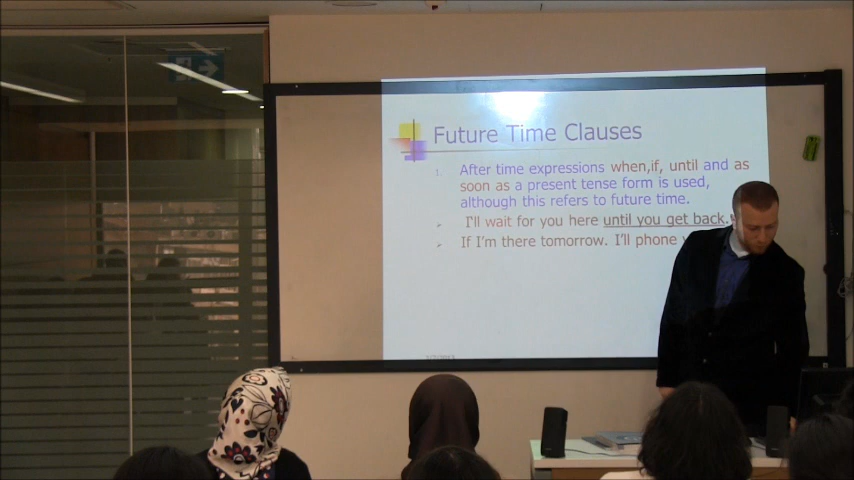 Future Time Clauses
1. After time expressions when,if, until and as
soon as a present tense form is used,
although this refers to future time.
I'll wait for you here until you get back.
If I'm there tomorrow. I'll phone